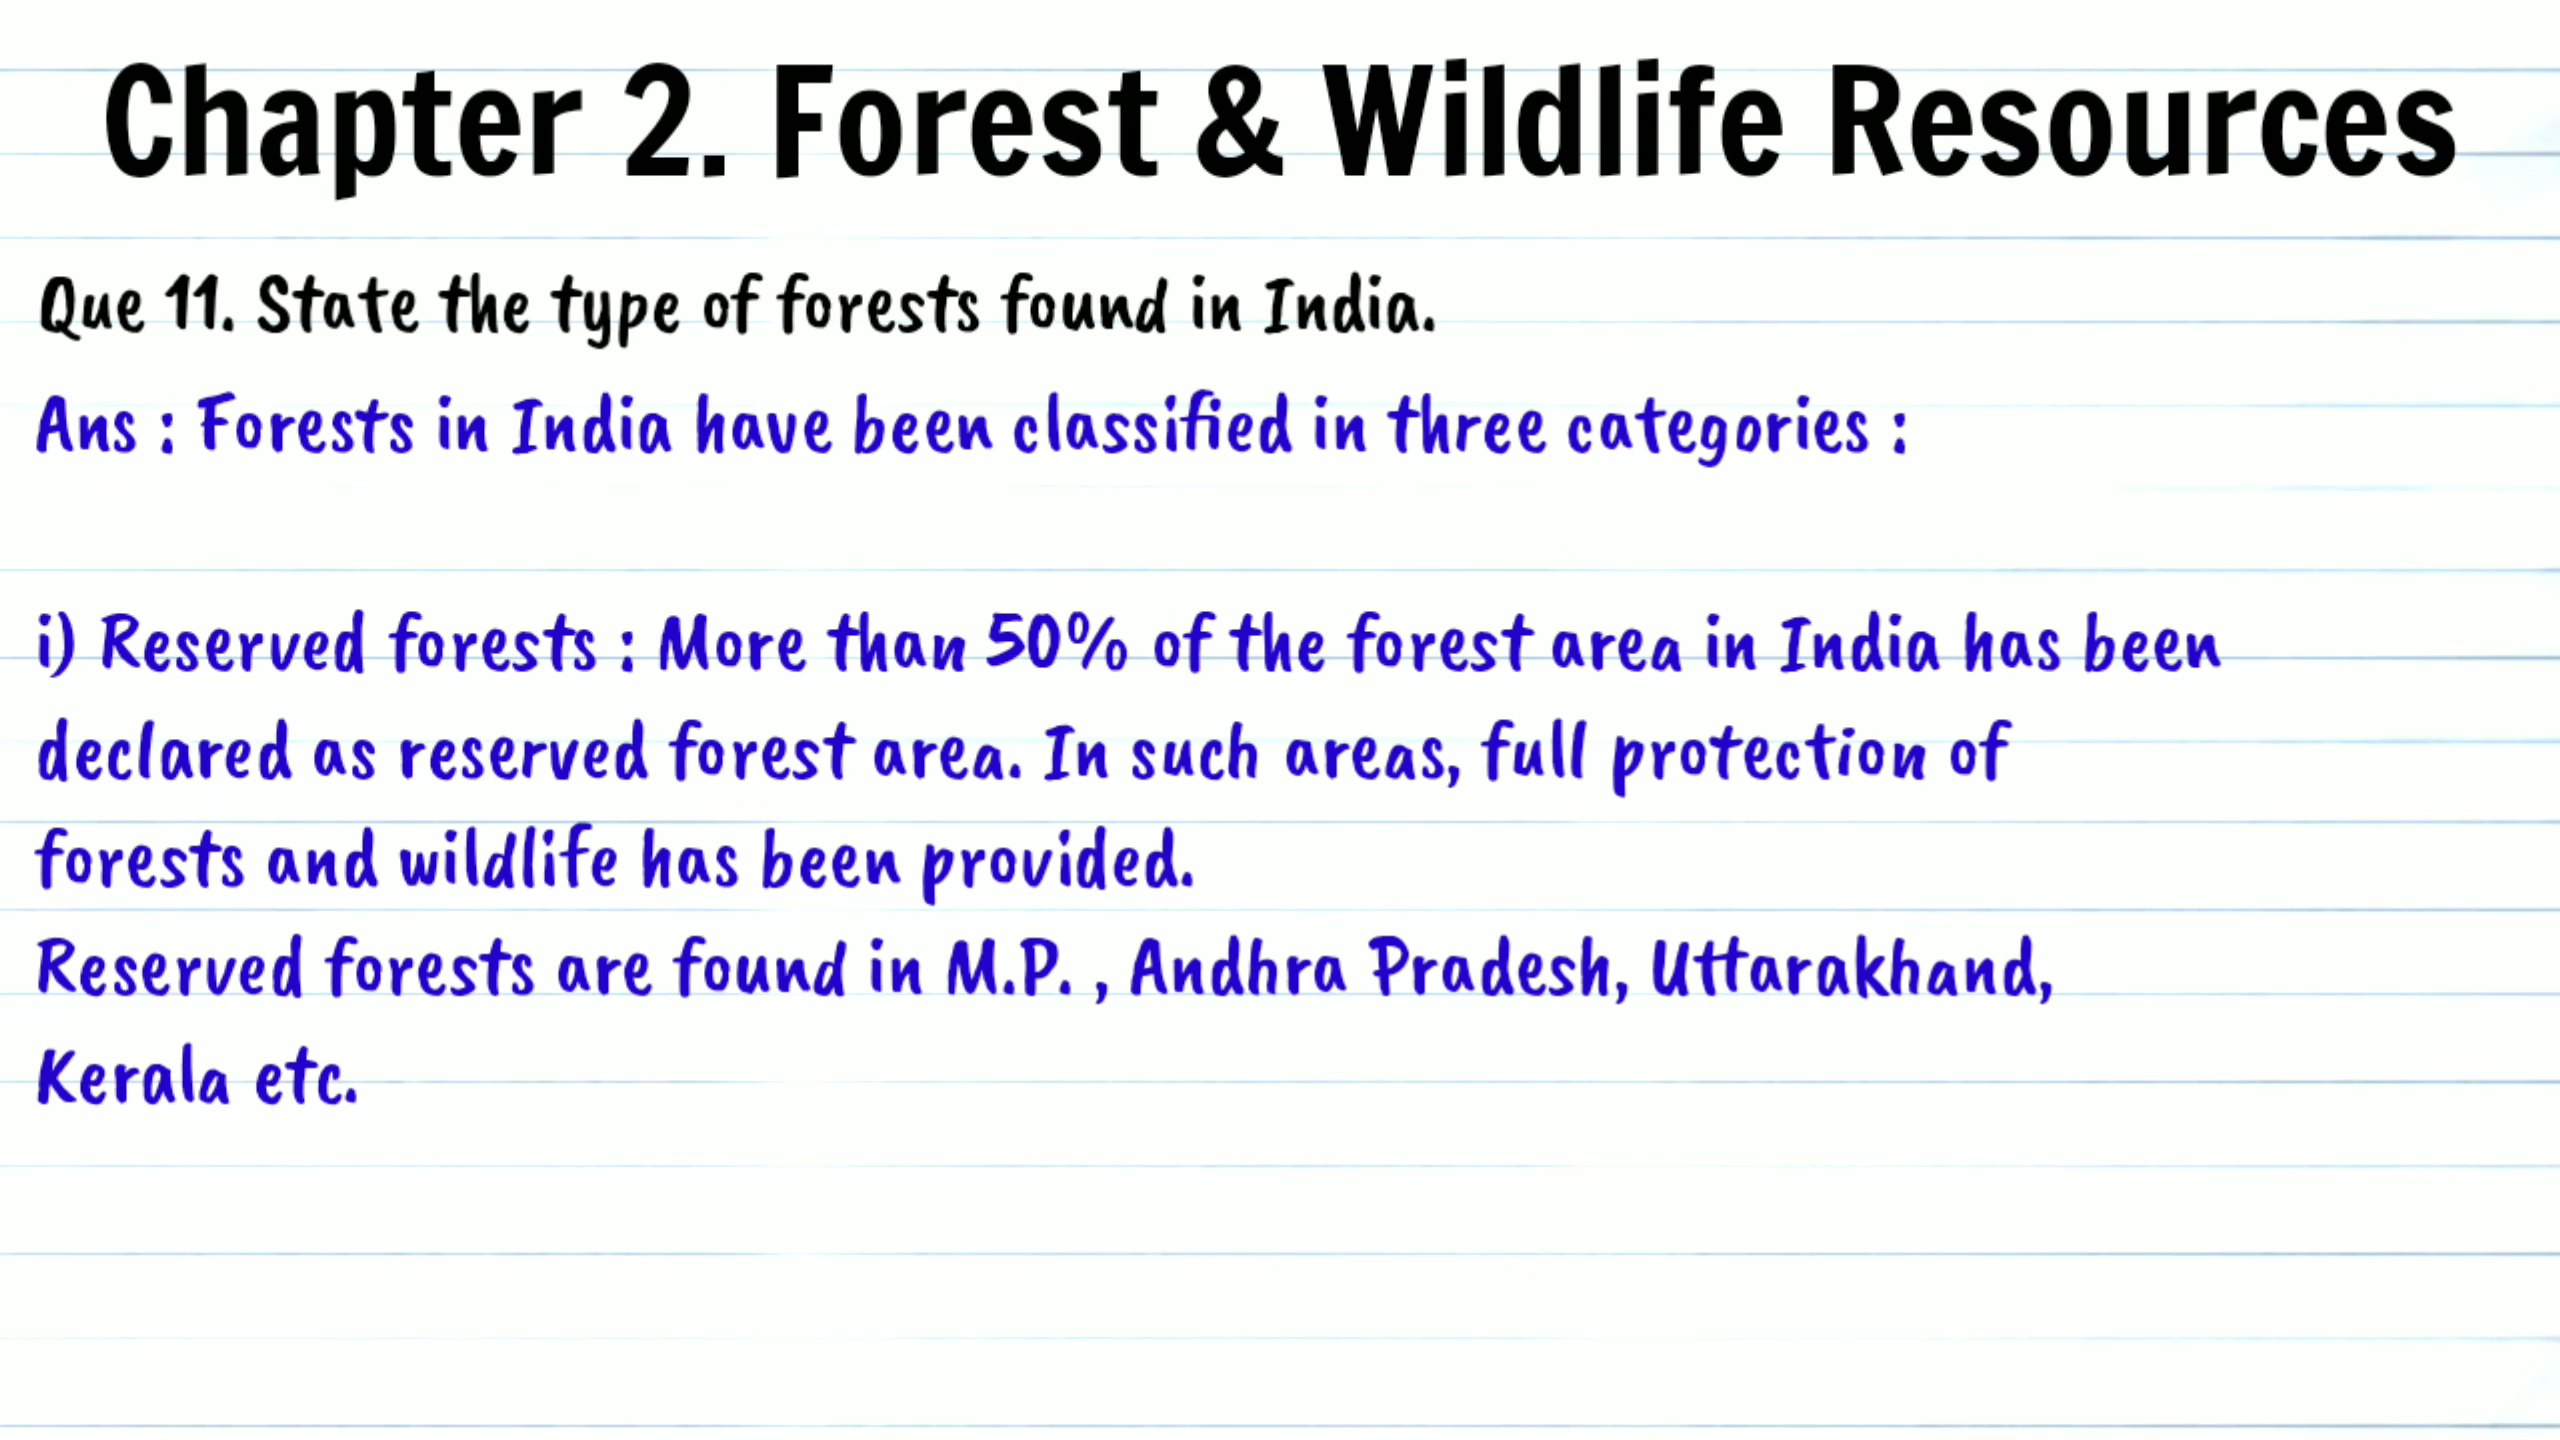 Chapter 2. Forest & Wildlife Resources
Que 11. State the type of forests found in India.
Ans : Forests in India have been classified in three categories :
i) Reserved forests : More than 50% of the forest area in India has been
declared as reserved forest area. In such areas, full protection of
forests and wildlife has been provided.
Reserved forests are found in M.P. , Andhra Pradesh, Uttarakhand,
Kerala etc.